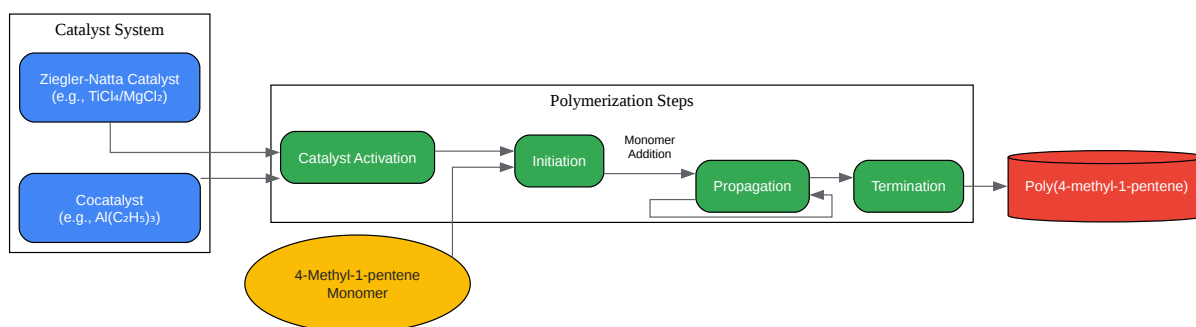 Catalyst System
Ziegler-Natta Catalyst
(e.g., TiCl₄/MgCl₂)
Cocatalyst
(e.g., Al(C₂H₅)₃)
Polymerization Steps
Catalyst Activation
Initiation
Monomer
Addition
Propagation
Termination
Poly(4-methyl-1-pentene)
4-Methyl-1-pentene
Monomer